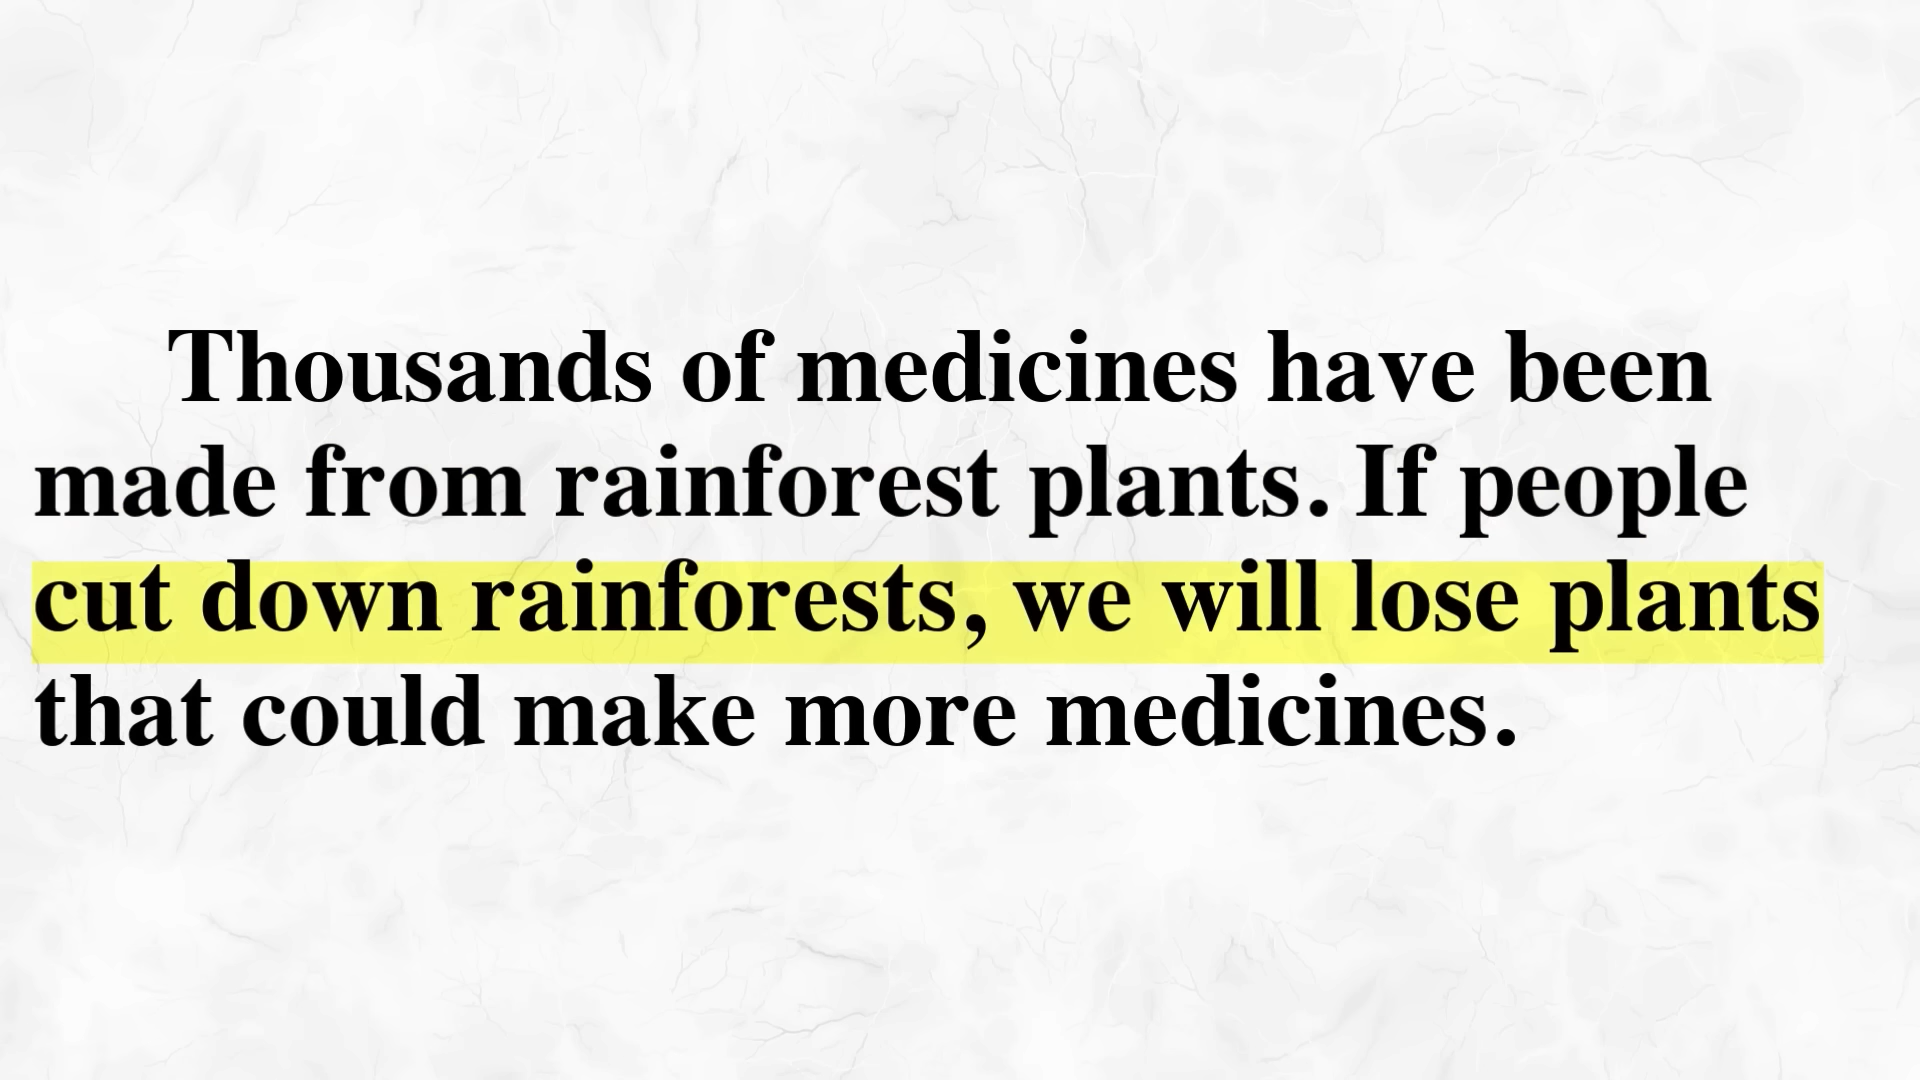 Thousands of medicines have been
made from rainforest plants. If people
cut down rainforests, we will lose plants
that could make more medicines.